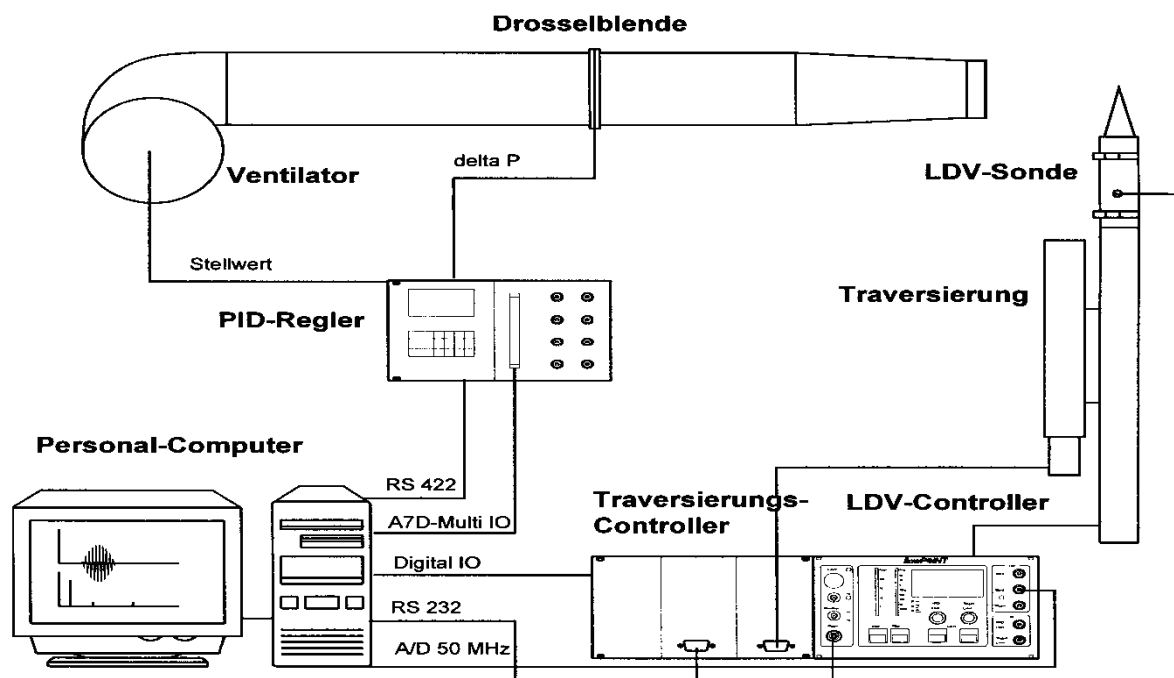 Drosselblende
delta P
Ventilator
LDV-Sonde
Stellwert
Traversierung
PID-Regler
Personal-Computer
RS 422
Traversierungs-
Controller
LDV-Controller
A7D-Multi IO
Digital IO
RS 232
A/D 50 MHz